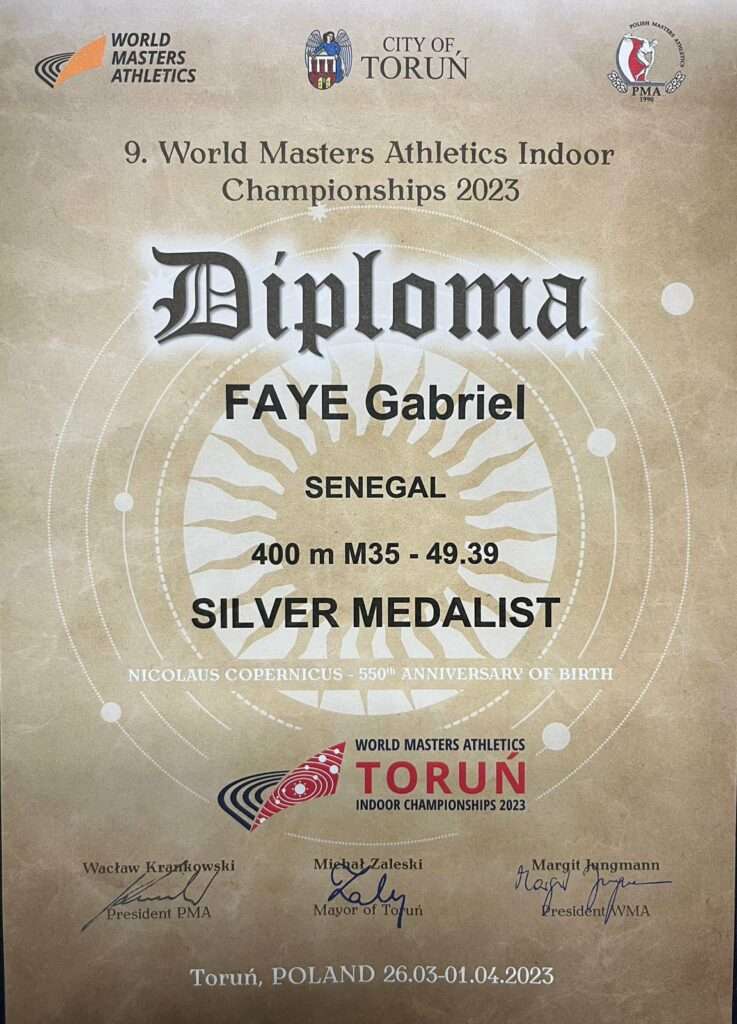 WORLD
MASTERS
ATHLETICS
CITY OF
TORUŃ
POLISH MASTERS ATHLETICS
PMA
1990
9. World Masters Athletics Indoor
Championships 2023
Diploma
FAYE Gabriel
SENEGAL
400 m M35 - 49.39
SILVER MEDALIST
NICOLAUS COPERNICUS - 550th ANNIVERSARY OF BIRTH
WORLD MASTERS ATHLETICS
TORUŃ
INDOOR CHAMPIONSHIPS 2023
Wacław Krankowski
President PMA
Michał Zaleski
Mayor of Toruń
Margit Jungmann
President WMA
Toruń, POLAND 26.03-01.04.2023